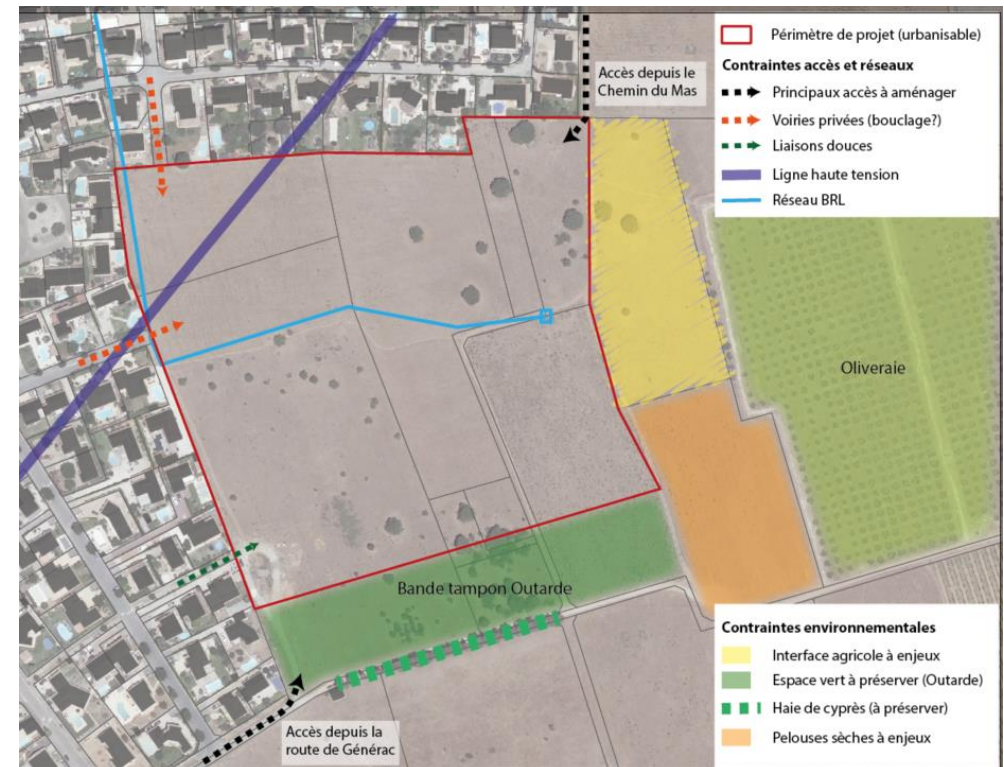 Périmètre de projet (urbanisable)
Contraintes accès et réseaux
Principaux accès à aménager
Voiries privées (bouclage?)
Liaisons douces
Ligne haute tension
Réseau BRL
Accès depuis le
Chemin du Mas
Oliveraie
Bande tampon Outarde
Accès depuis la
route de Générac
Contraintes environnementales
Interface agricole à enjeux
Espace vert à préserver (Outarde)
Haie de cyprès (à préserver)
Pelouses sèches à enjeux